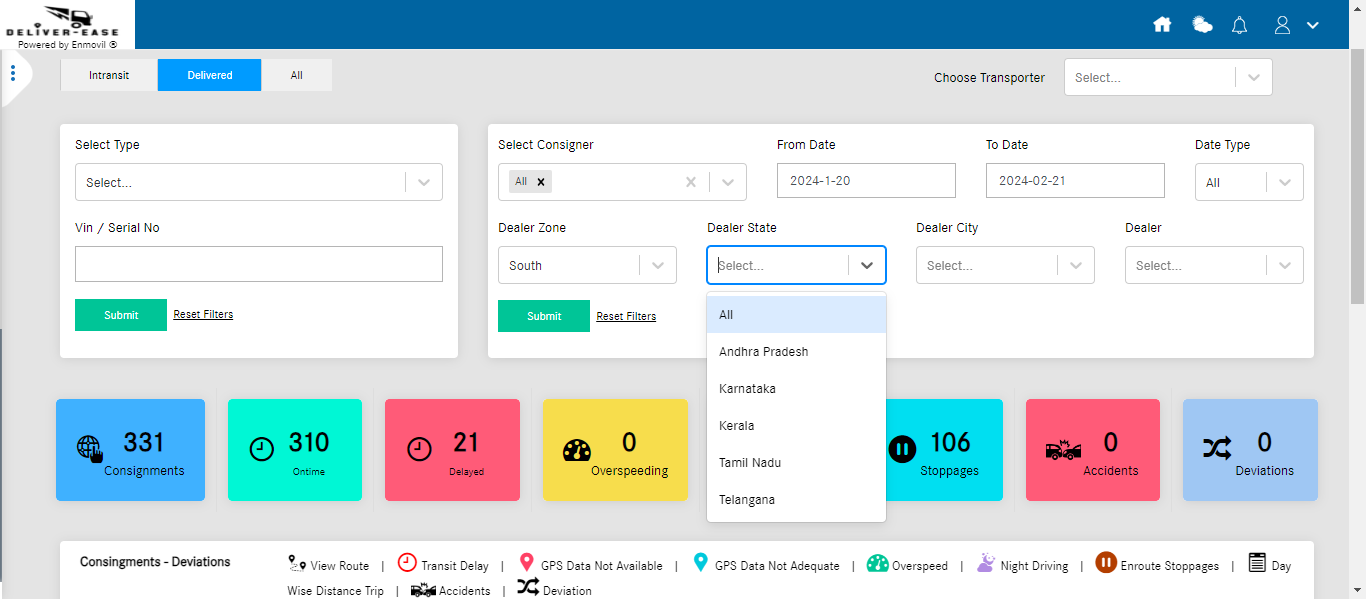 DELIVER-EASE
Powered by Enmovil ®
Intransit
Delivered
All
Choose Transporter
Select...
Select Type
Select...
Vin / Serial No
Submit
Reset Filters
Select Consigner
All
From Date
2024-1-20
To Date
2024-02-21
Date Type
All
Dealer Zone
South
Dealer State
Select...
Dealer City
Select...
Dealer
Select...
Submit
Reset Filters
All
Andhra Pradesh
Karnataka
Kerala
Tamil Nadu
Telangana
331
Consignments
310
Ontime
21
Delayed
0
Overspeeding
106
Stoppages
0
Accidents
0
Deviations
Consingments - Deviations
View Route | Transit Delay | GPS Data Not Available | GPS Data Not Adequate | Overspeed | Night Driving | Enroute Stoppages | Day
Wise Distance Trip | Accidents | Deviation